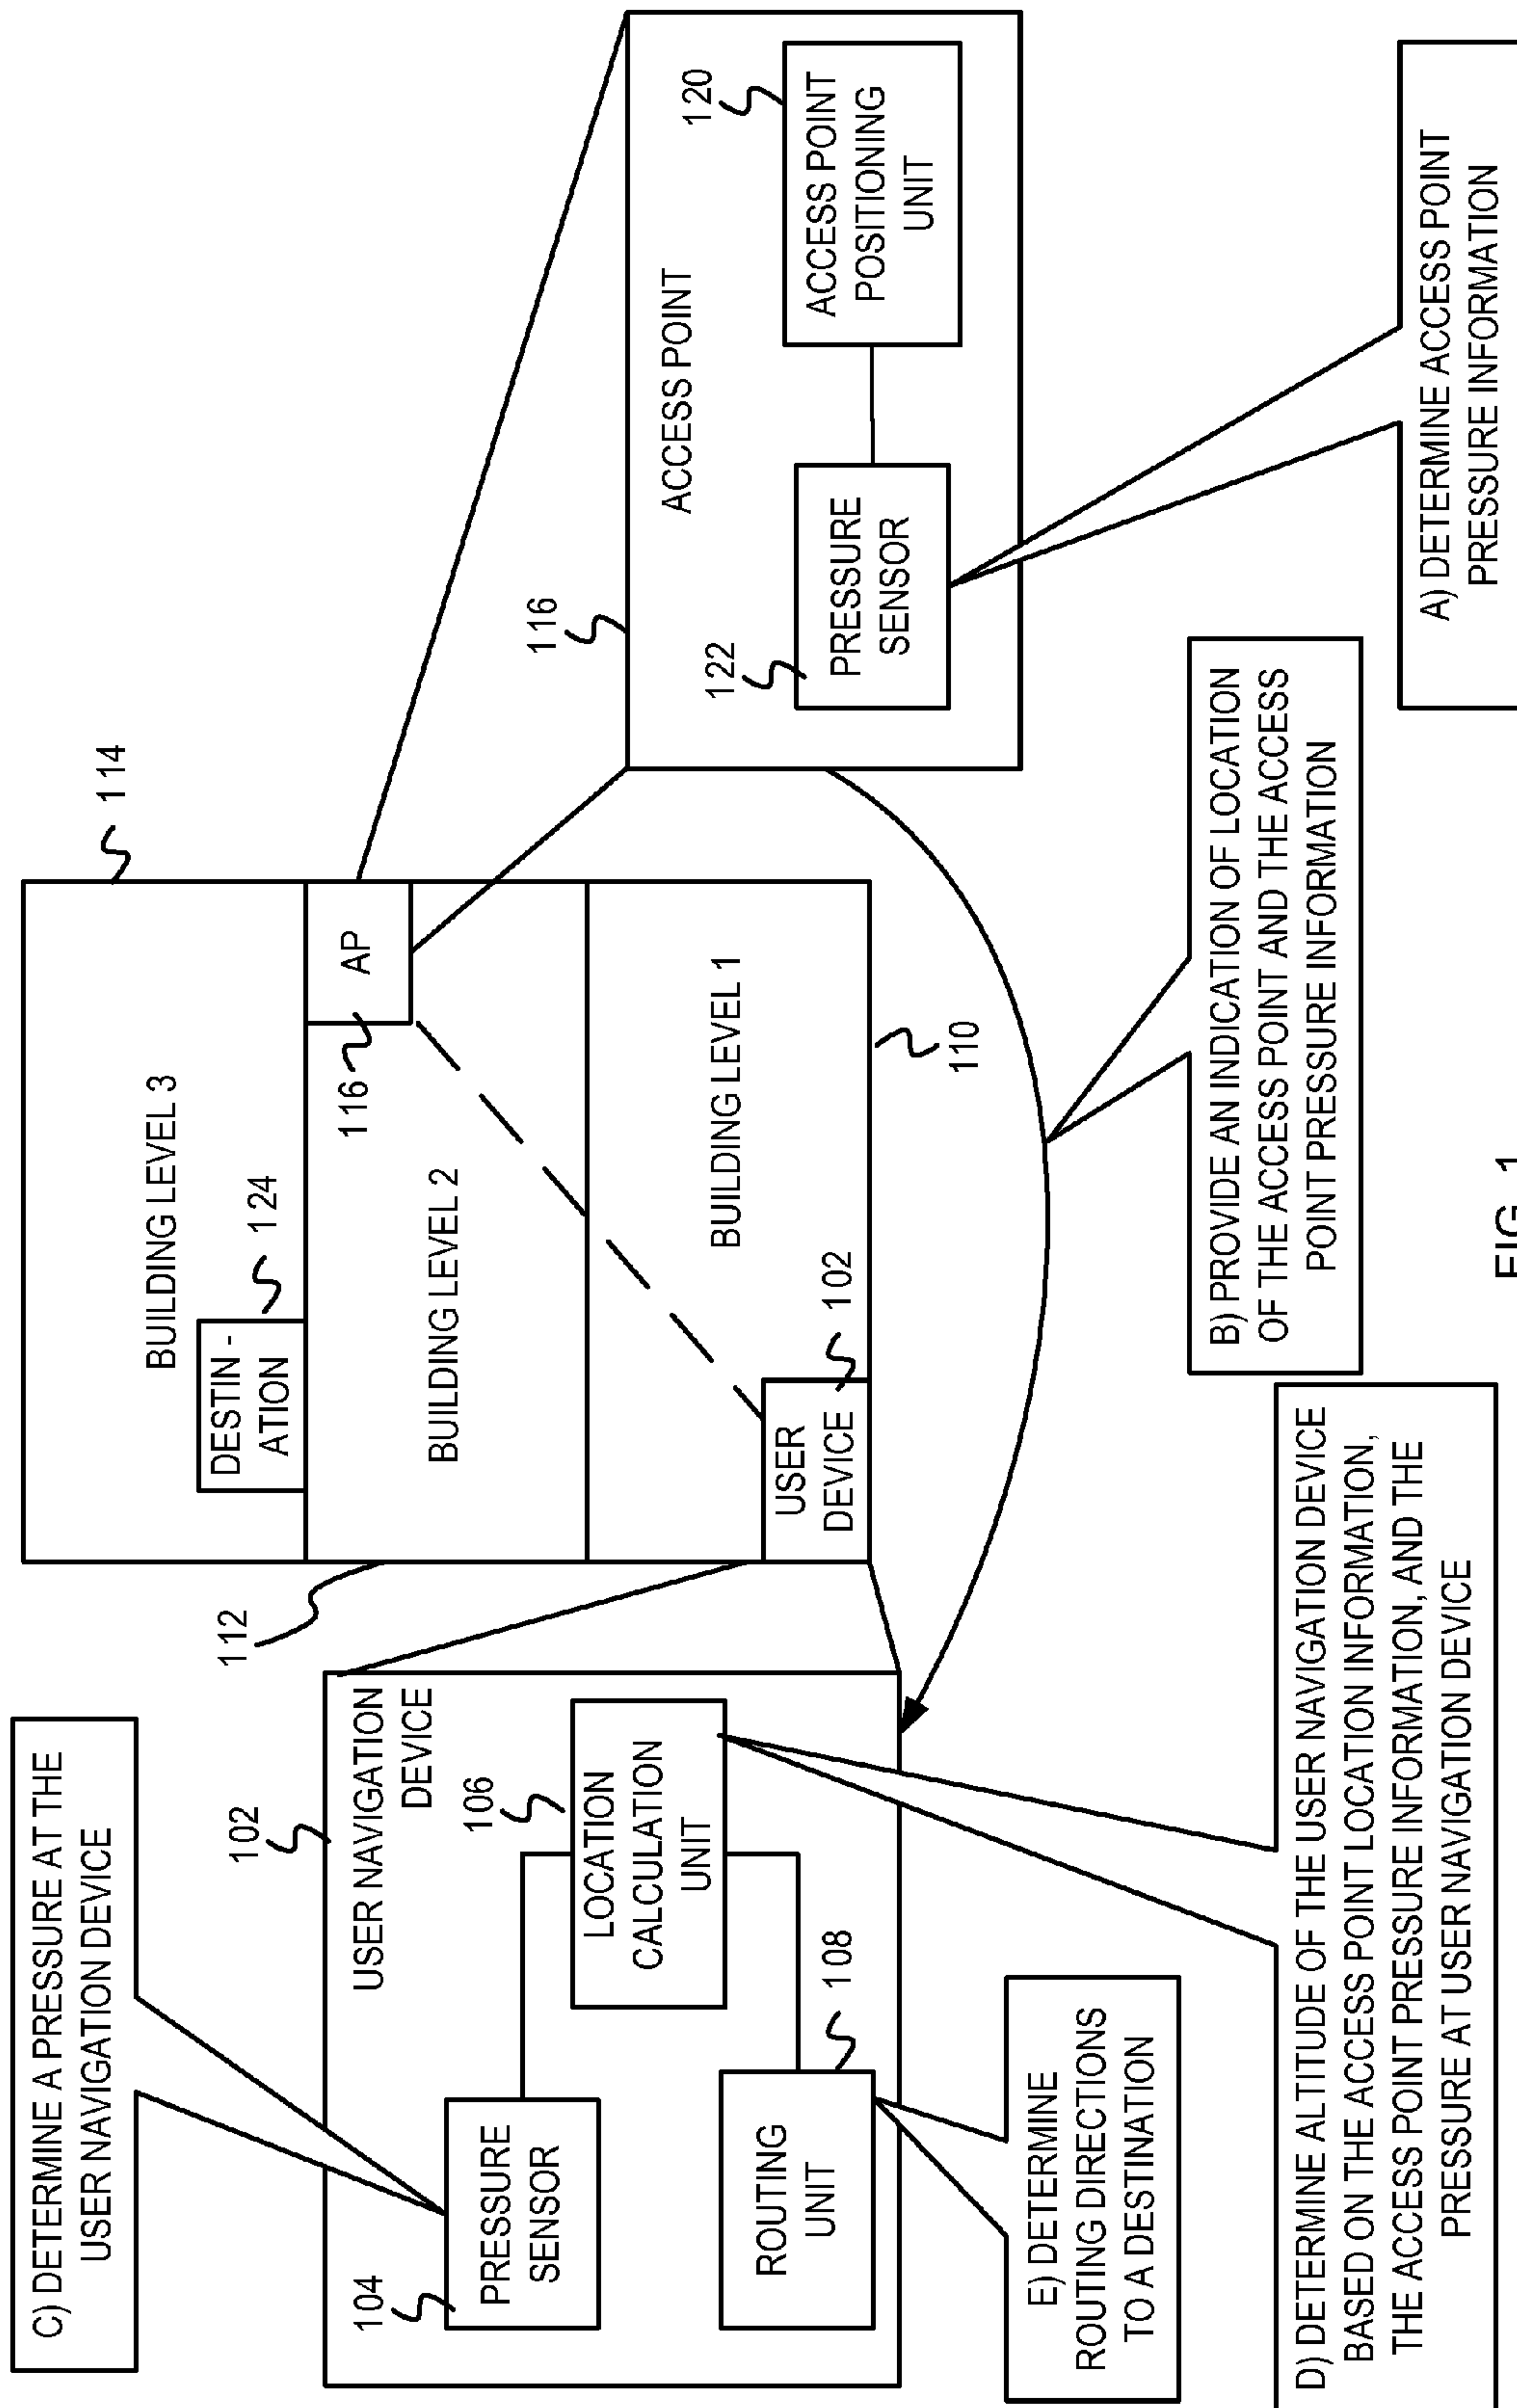 C) DETERMINE A PRESSURE AT THE
USER NAVIGATION DEVICE
102
USER NAVIGATION
DEVICE
104
PRESSURE
SENSOR
106
LOCATION
CALCULATION
UNIT
108
ROUTING
UNIT
E) DETERMINE
ROUTING DIRECTIONS
TO A DESTINATION
D) DETERMINE ALTITUDE OF THE USER NAVIGATION DEVICE
BASED ON THE ACCESS POINT LOCATION INFORMATION,
THE ACCESS POINT PRESSURE INFORMATION, AND THE
PRESSURE AT USER NAVIGATION DEVICE
112
114
BUILDING LEVEL 3
DESTIN -
ATION
124
BUILDING LEVEL 2
116
AP
BUILDING LEVEL 1
USER
DEVICE
102
110
B) PROVIDE AN INDICATION OF LOCATION
OF THE ACCESS POINT AND THE ACCESS
POINT PRESSURE INFORMATION
116
ACCESS POINT
122
PRESSURE
SENSOR
120
ACCESS POINT
POSITIONING
UNIT
A) DETERMINE ACCESS POINT
PRESSURE INFORMATION
FIG. 1